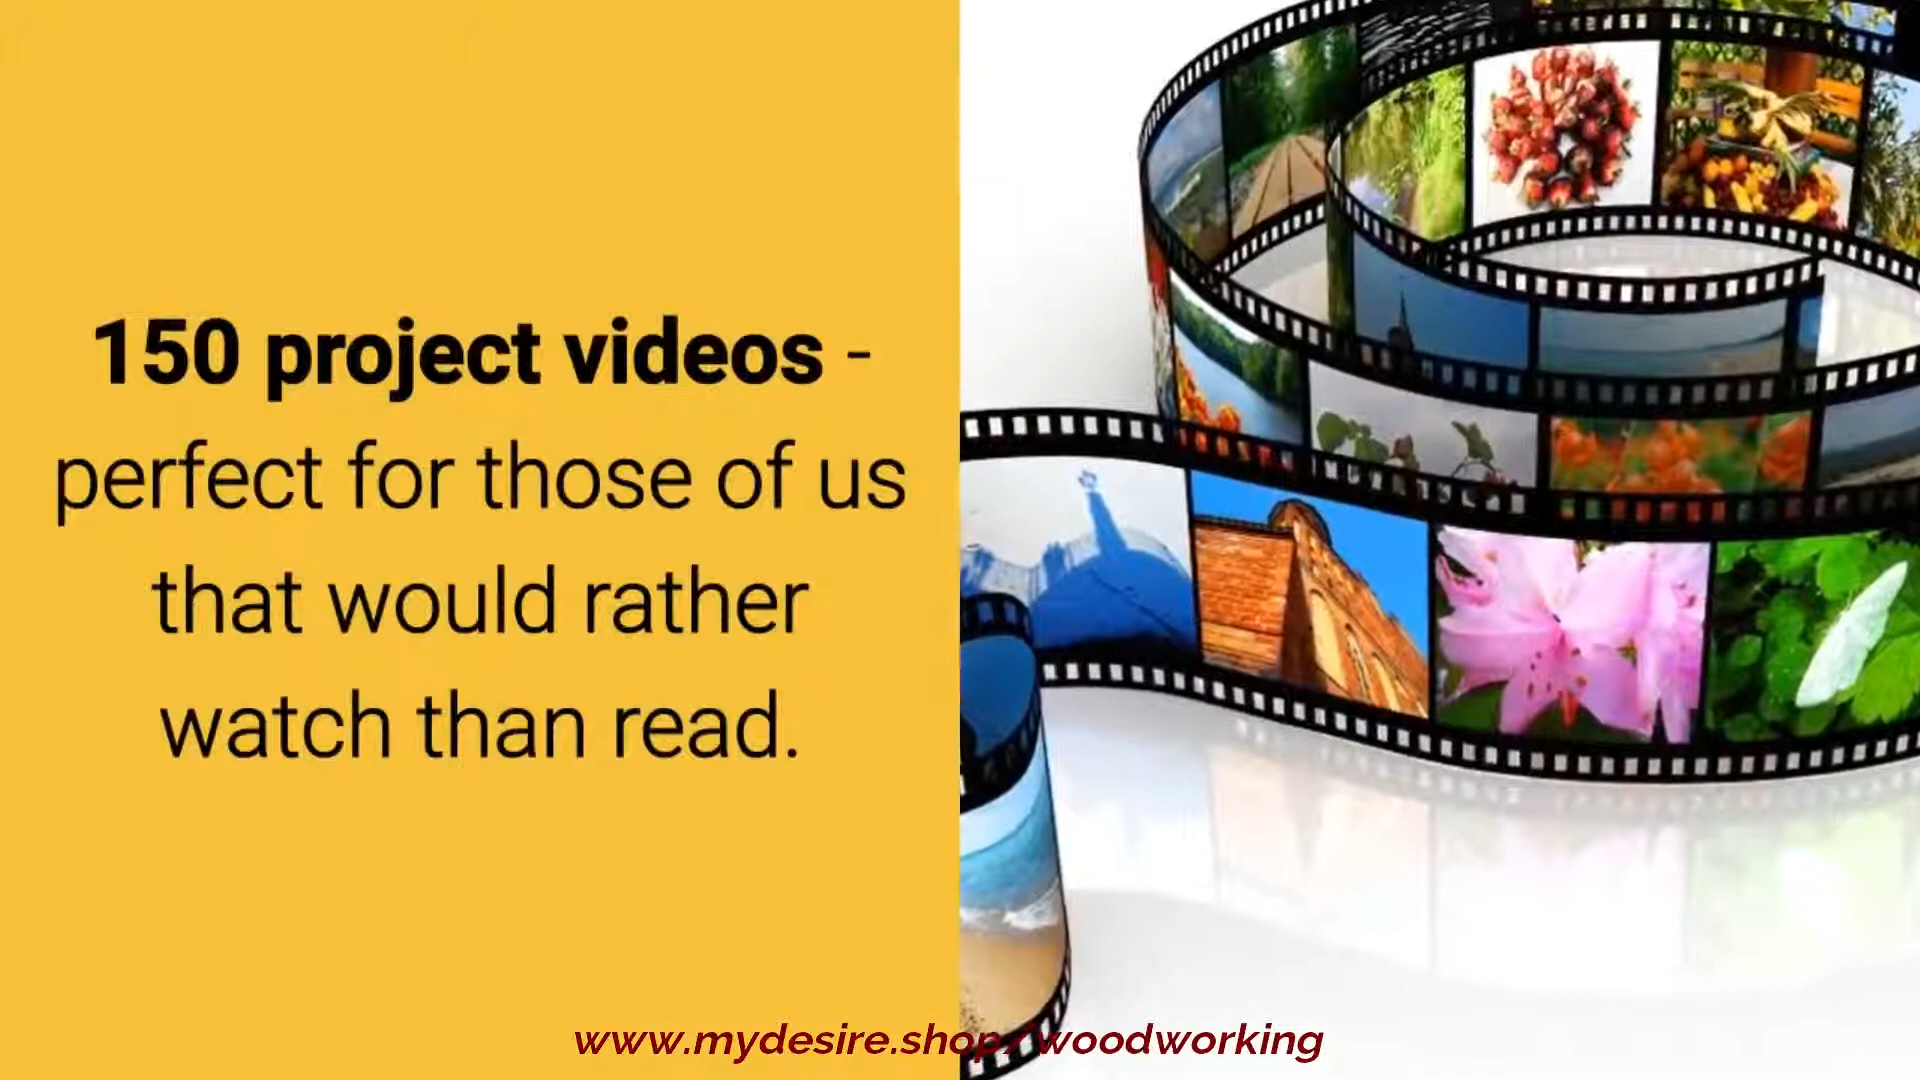 150 project videos -
perfect for those of us
that would rather
watch than read.
www.mydesire.shop/woodworking